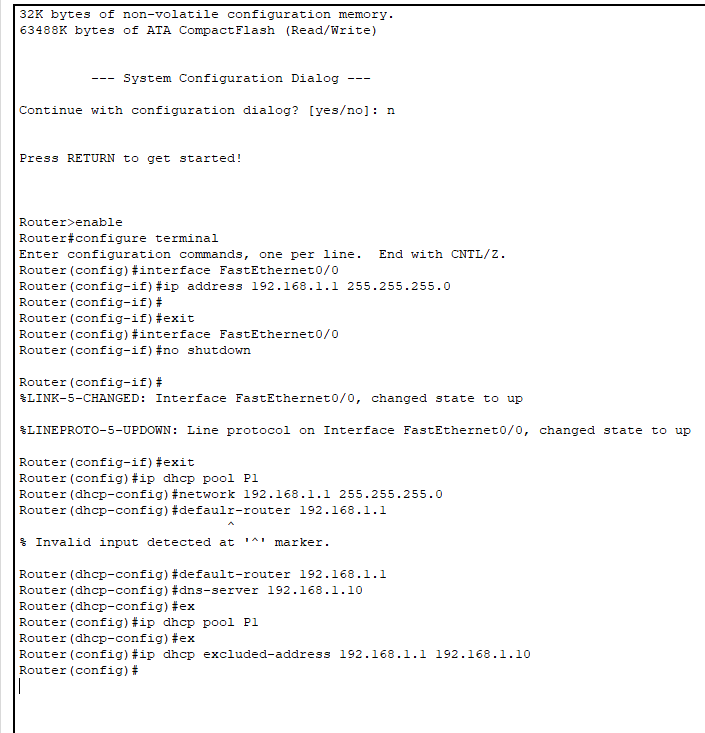 32K bytes of non-volatile configuration memory.
63488K bytes of ATA CompactFlash (Read/Write)
--- System Configuration Dialog ---
Continue with configuration dialog? [yes/no]: n
Press RETURN to get started!
Router>enable
Router#configure terminal
Enter configuration commands, one per line.  End with CNTL/Z.
Router(config)#interface FastEthernet0/0
Router(config-if)#ip address 192.168.1.1 255.255.255.0
Router(config-if)#
Router(config-if)#exit
Router(config)#interface FastEthernet0/0
Router(config-if)#no shutdown
Router(config-if)#
%LINK-5-CHANGED: Interface FastEthernet0/0, changed state to up
%LINEPROTO-5-UPDOWN: Line protocol on Interface FastEthernet0/0, changed state to up
Router(config-if)#exit
Router(config)#ip dhcp pool P1
Router(dhcp-config)#network 192.168.1.1 255.255.255.0
Router(dhcp-config)#defaulr-router 192.168.1.1
^
% Invalid input detected at '^' marker.
Router(dhcp-config)#default-router 192.168.1.1
Router(dhcp-config)#dns-server 192.168.1.10
Router(dhcp-config)#ex
Router(config)#ip dhcp pool P1
Router(dhcp-config)#ex
Router(config)#ip dhcp excluded-address 192.168.1.1 192.168.1.10
Router(config)#